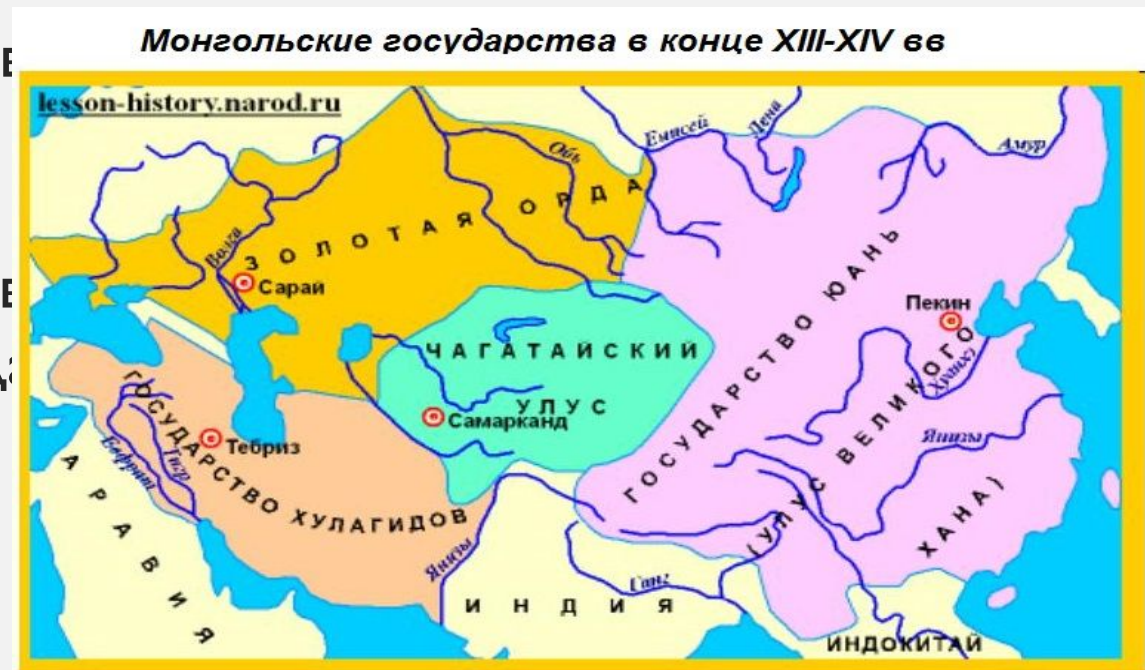 Монгольские государства в конце XIII-XIV вв
lesson-history.narod.ru
Енисей
Лена
Амур
Обь
ЗОЛОТАЯ ОРДА
Волга
Сарай
ГОСУДАРСТВО ЮАНЬ
(УЛУС ВЕЛИКОГО ХАНА)
Пекин
Хуанхэ
Янцзы
ЧАГАТАЙСКИЙ
УЛУС
Самарканд
ГОСУДАРСТВО ХУЛАГИДОВ
Тебриз
Евфрат
Тигр
АРАВИЯ
Янцзы
Ганг
ИНДИЯ
ИНДОКИТАЙ